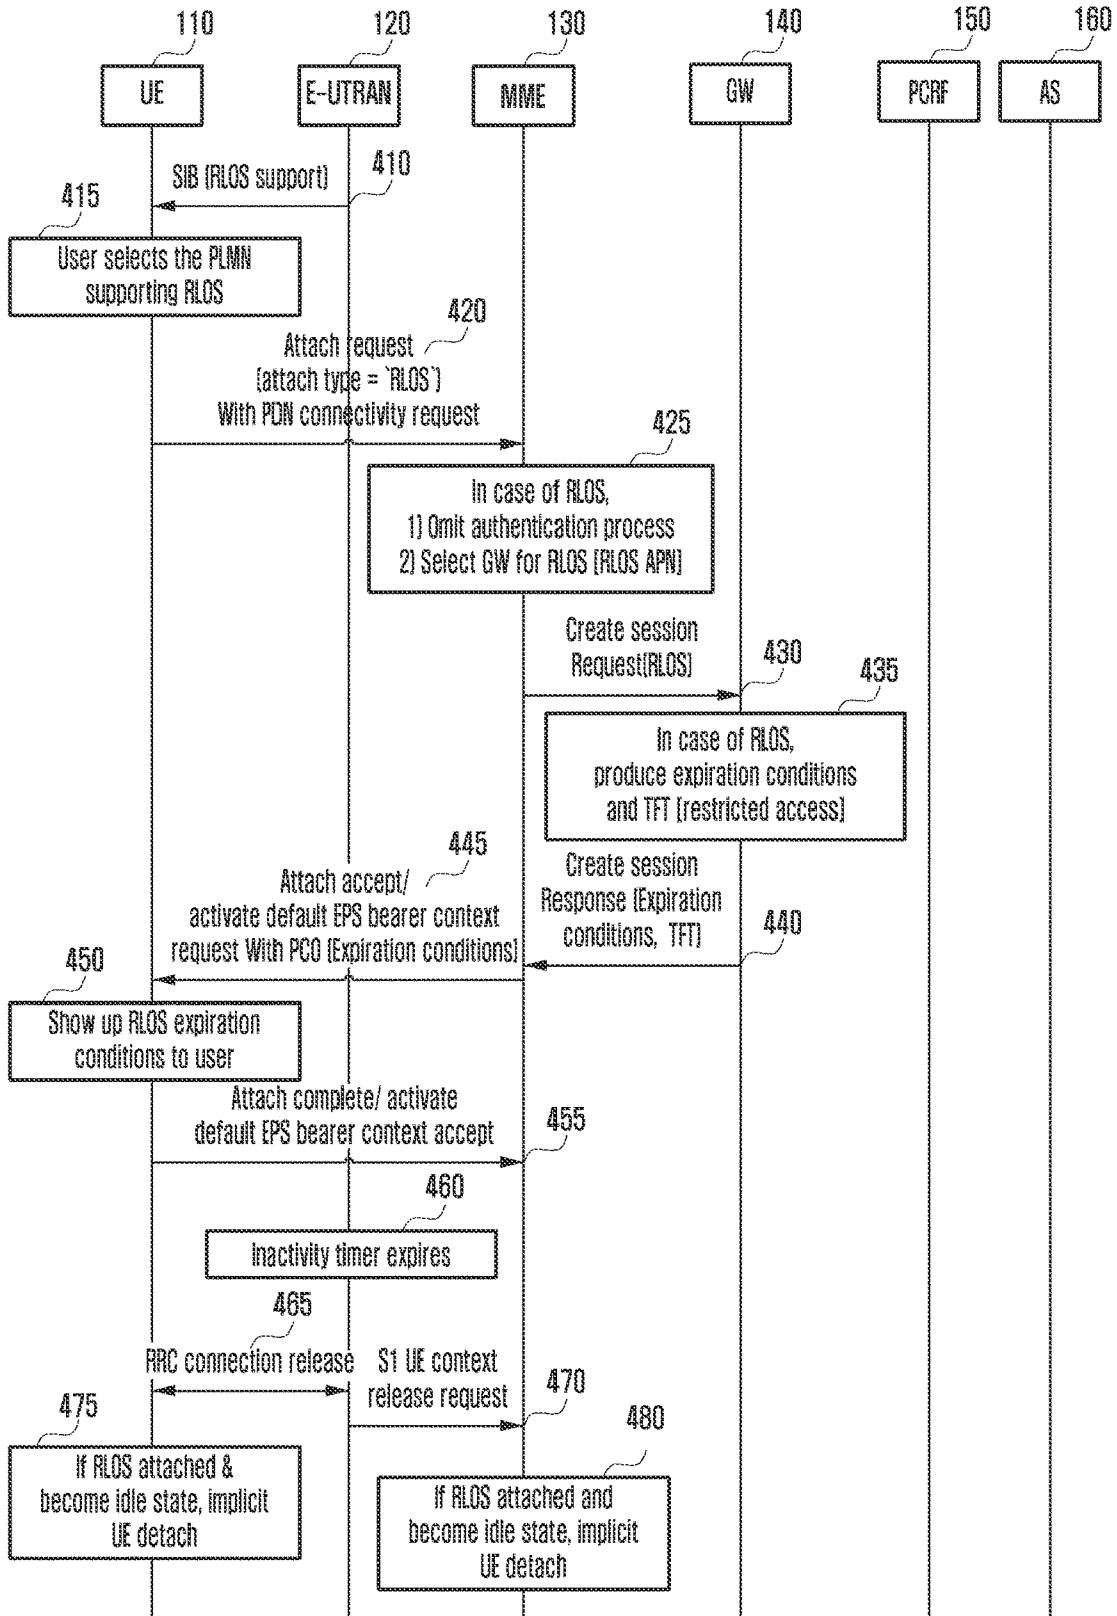 110
120
130
140
150
160
UE
E-UTRAN
MME
GW
PCRF
AS
SIB (RLOS support)
410
415
User selects the PLMN
supporting RLOS
420
Attach request
(attach type = `RLOS`)
With PDN connectivity request
425
In case of RLOS,
1) Omit authentication process
2) Select GW for RLOS [RLOS APN]
Create session
Request(RLOS)
430
435
In case of RLOS,
produce expiration conditions
and TFT [restricted access]
445
Attach accept/
activate default EPS bearer context
request With PCO (Expiration conditions)
Create session
Response (Expiration
conditions, TFT)
440
450
Show up RLOS expiration
conditions to user
Attach complete/ activate
default EPS bearer context accept
455
460
Inactivity timer expires
465
RRC connection release
S1 UE context
release request
470
475
If RLOS attached &
become idle state, implicit
UE detach
480
If RLOS attached and
become idle state, implicit
UE detach